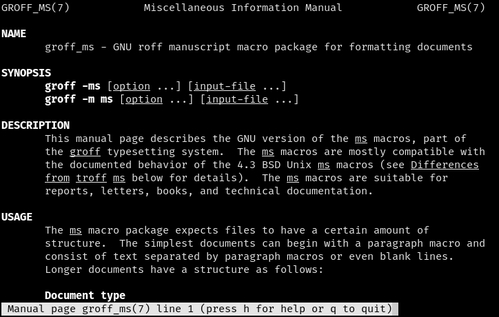 GROFF_MS(7) Miscellaneous Information Manual GROFF_MS(7)
NAME
groff_ms - GNU roff manuscript macro package for formatting documents
SYNOPSIS
groff -ms [option ...] [input-file ...]
groff -m ms [option ...] [input-file ...]
DESCRIPTION
This manual page describes the GNU version of the ms macros, part of
the groff typesetting system. The ms macros are mostly compatible with
the documented behavior of the 4.3 BSD Unix ms macros (see Differences
from troff ms below for details). The ms macros are suitable for
reports, letters, books, and technical documentation.
USAGE
The ms macro package expects files to have a certain amount of
structure. The simplest documents can begin with a paragraph macro and
consist of text separated by paragraph macros or even blank lines.
Longer documents have a structure as follows:
Document type
Manual page groff_ms(7) line 1 (press h for help or q to quit)